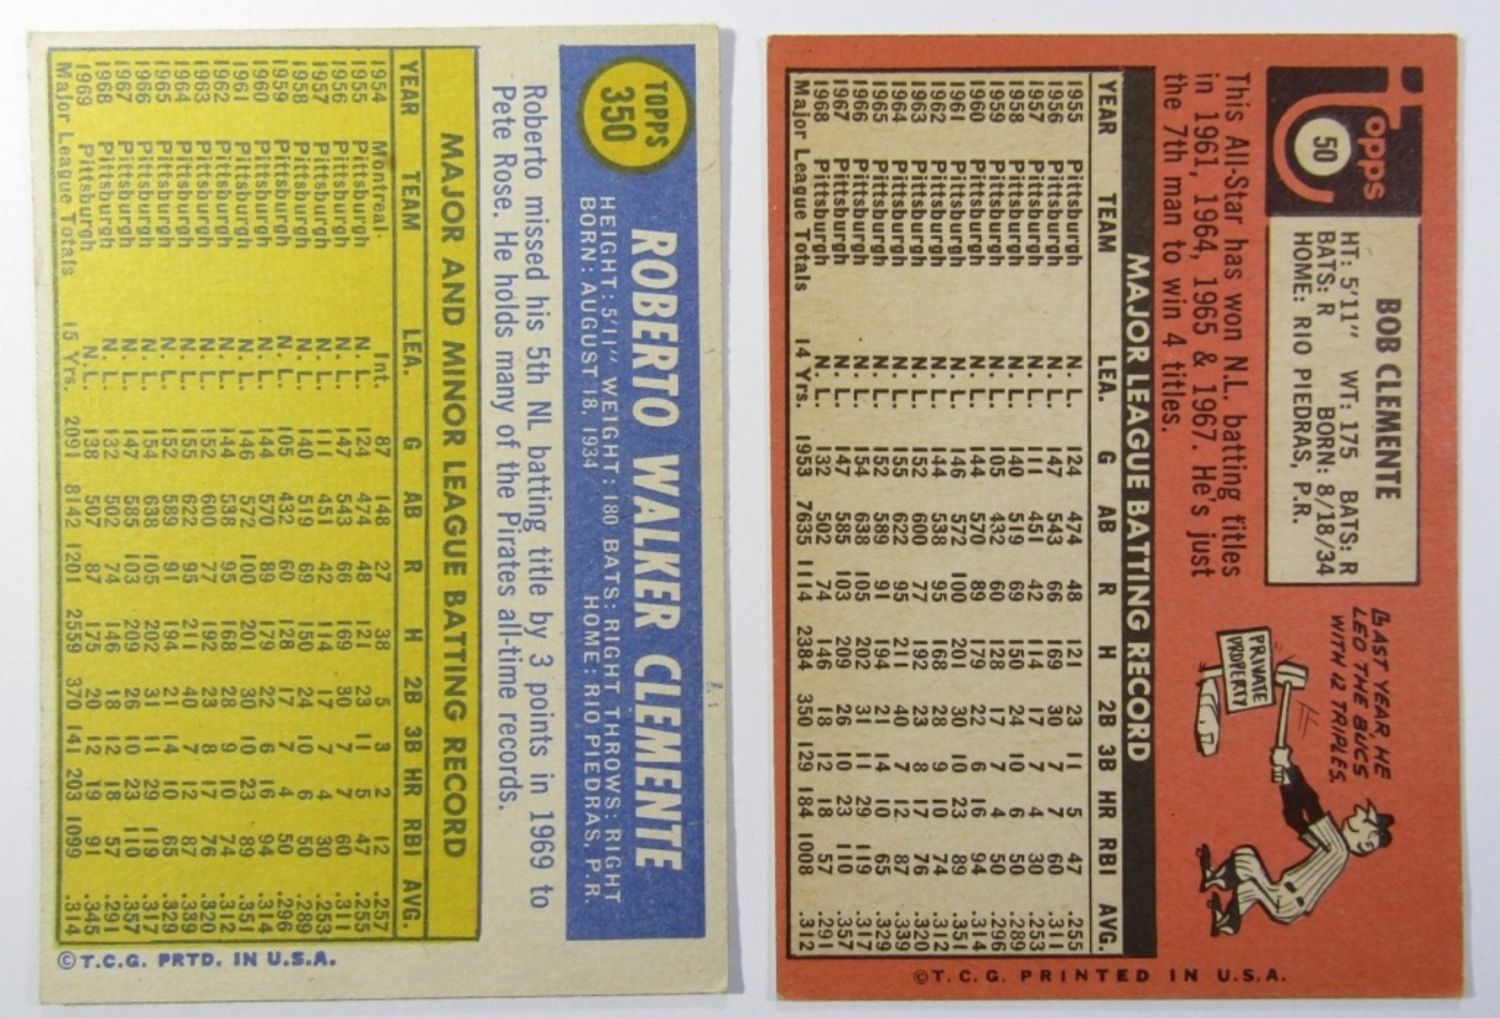 TOPPS
350
ROBERTO WALKER CLEMENTE
HEIGHT: 5'11" WEIGHT: 180 BATS: RIGHT THROWS: RIGHT
BORN: AUGUST 18, 1934 HOME: RIO PIEDRAS, P.R.
Roberto missed his 5th NL batting title by 3 points in 1969 to
Pete Rose. He holds many of the Pirates all-time records.
MAJOR AND MINOR LEAGUE BATTING RECORD
YEAR TEAM LEA. G AB R H 2B 3B HR RBI AVG.
1954 Montreal Int. 87 148 27 38 5 3 2 12 .257
1955 Pittsburgh N. L. 124 474 48 121 23 11 5 47 .255
1956 Pittsburgh N. L. 147 543 66 169 30 7 7 60 .311
1957 Pittsburgh N. L. 111 451 42 114 17 7 4 30 .253
1958 Pittsburgh N. L. 140 519 69 150 24 10 6 50 .289
1959 Pittsburgh N. L. 105 432 60 128 17 7 4 50 .296
1960 Pittsburgh N. L. 144 570 89 179 22 6 16 94 .314
1961 Pittsburgh N. L. 146 572 100 201 30 10 23 89 .351
1962 Pittsburgh N. L. 144 538 95 168 28 9 10 74 .312
1963 Pittsburgh N. L. 152 600 77 192 23 8 17 76 .320
1964 Pittsburgh N. L. 155 622 95 211 40 7 12 87 .339
1965 Pittsburgh N. L. 152 589 91 194 21 14 10 65 .329
1966 Pittsburgh N. L. 154 638 105 202 31 11 29 119 .317
1967 Pittsburgh N. L. 147 585 103 209 26 10 23 110 .357
1968 Pittsburgh N. L. 132 502 74 146 18 12 18 57 .291
1969 Pittsburgh N. L. 138 507 87 175 20 12 19 91 .345
Major League Totals 15 Yrs. 2091 8142 1201 2559 370 141 203 1099 .314
©T.C.G. PRTD. IN U.S.A.
Topps
50
BOB CLEMENTE
HT: 5'11" WT: 175 BATS: R
BATS: R BORN: 8/18/34
HOME: RIO PIEDRAS, P.R.
LAST YEAR HE
LED THE BUCS
WITH 12 TRIPLES.
PRIVATE
PROPERTY
This All-Star has won N.L. batting titles
in 1961, 1964, 1965 & 1967. He's just
the 7th man to win 4 titles.
MAJOR LEAGUE BATTING RECORD
YEAR TEAM LEA. G AB R H 2B 3B HR RBI AVG.
1955 Pittsburgh N. L. 124 474 48 121 23 11 5 47 .255
1956 Pittsburgh N. L. 147 543 66 169 30 7 7 60 .311
1957 Pittsburgh N. L. 111 451 42 114 17 7 4 30 .253
1958 Pittsburgh N. L. 140 519 69 150 24 10 6 50 .289
1959 Pittsburgh N. L. 105 432 60 128 17 7 4 50 .296
1960 Pittsburgh N. L. 144 570 89 179 22 6 16 94 .314
1961 Pittsburgh N. L. 146 572 100 201 30 10 23 89 .351
1962 Pittsburgh N. L. 144 538 95 168 28 9 10 74 .312
1963 Pittsburgh N. L. 152 600 77 192 23 8 17 76 .320
1964 Pittsburgh N. L. 155 622 95 211 40 7 12 87 .339
1965 Pittsburgh N. L. 152 589 91 194 21 14 10 65 .329
1966 Pittsburgh N. L. 154 638 105 202 31 11 29 119 .317
1967 Pittsburgh N. L. 147 585 103 209 26 10 23 110 .357
1968 Pittsburgh N. L. 132 502 74 146 18 12 18 57 .291
Major League Totals 14 Yrs. 1953 7635 1114 2384 350 129 184 1008 .312
©T.C.G. PRINTED IN U.S.A.